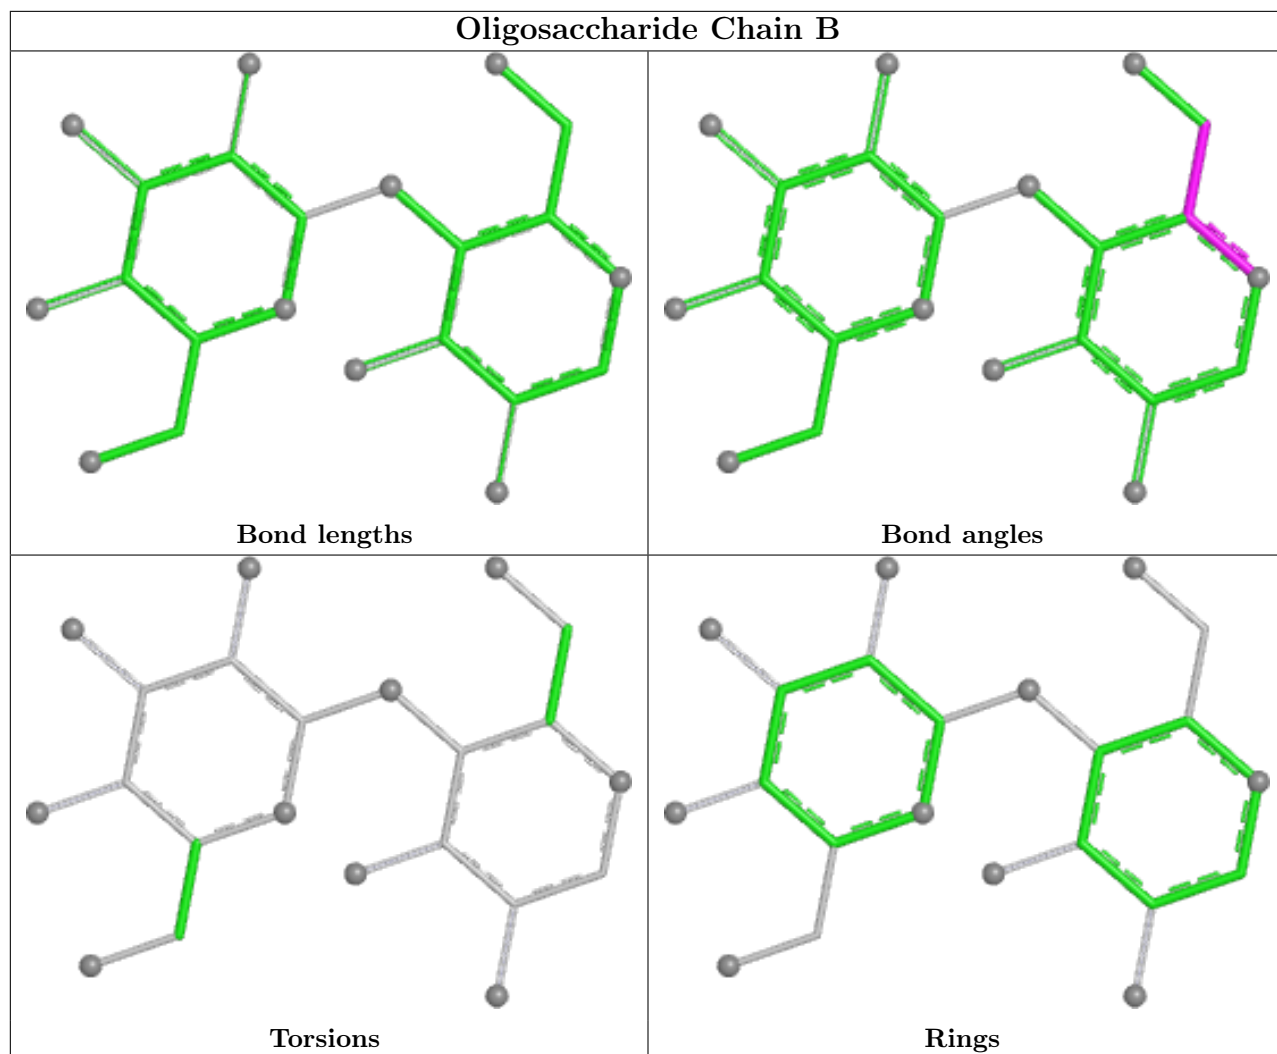 Oligosaccharide Chain B
Bond lengths
Bond angles
Torsions
Rings